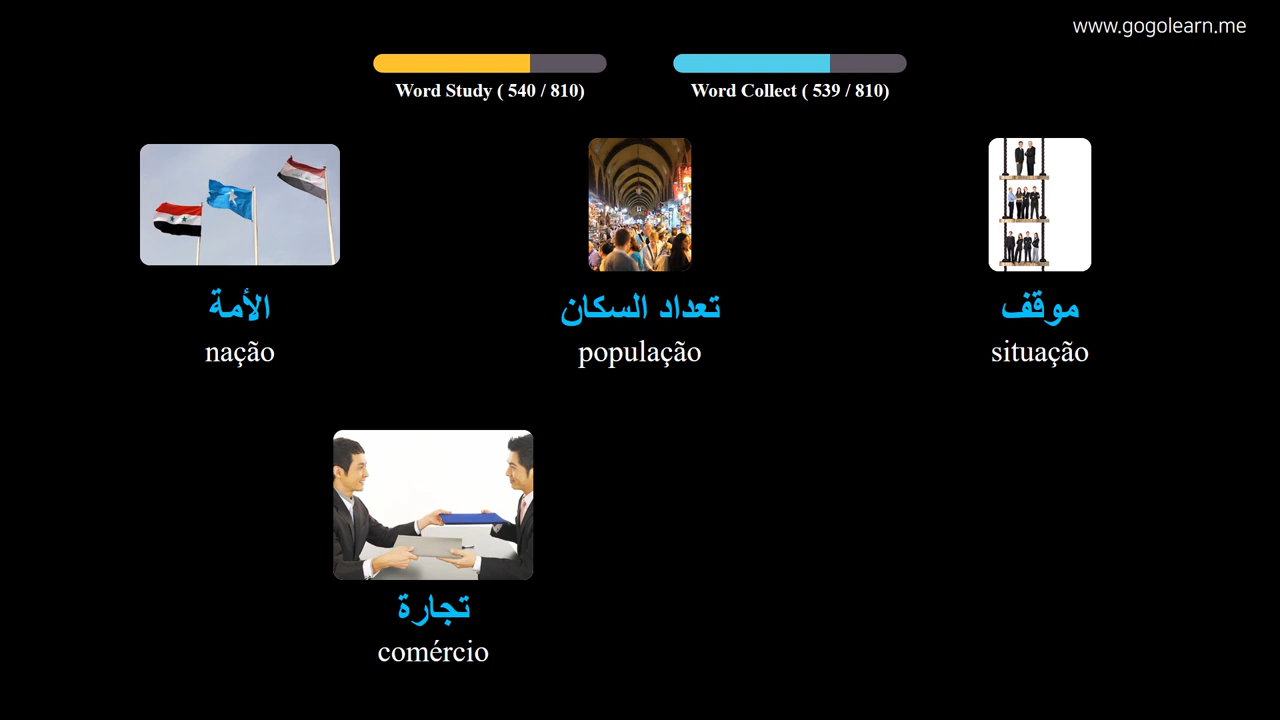 www.gogolearn.me
Word Study ( 540 / 810)
Word Collect ( 539 / 810)
الأمة
nação
تعداد السكان
população
موقف
situação
تجارة
comércio